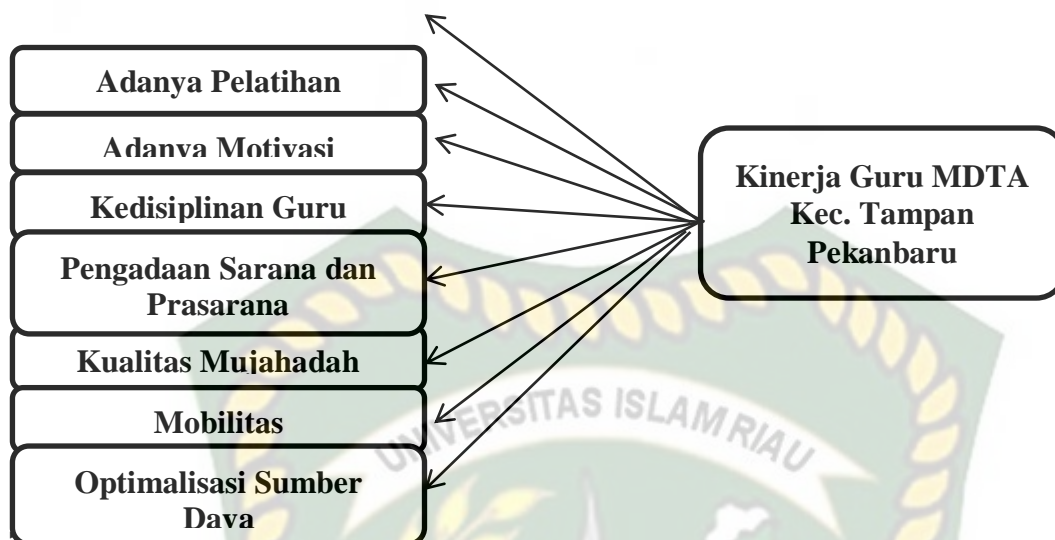 Adanya Pelatihan
Adanya Motivasi
Kedisiplinan Guru
Pengadaan Sarana dan
Prasarana
Kualitas Mujahadah
Mobilitas
Optimalisasi Sumber
Daya
Kinerja Guru MDTA
Kec. Tampan
Pekanbaru
UNIVERSITAS ISLAM RIAU